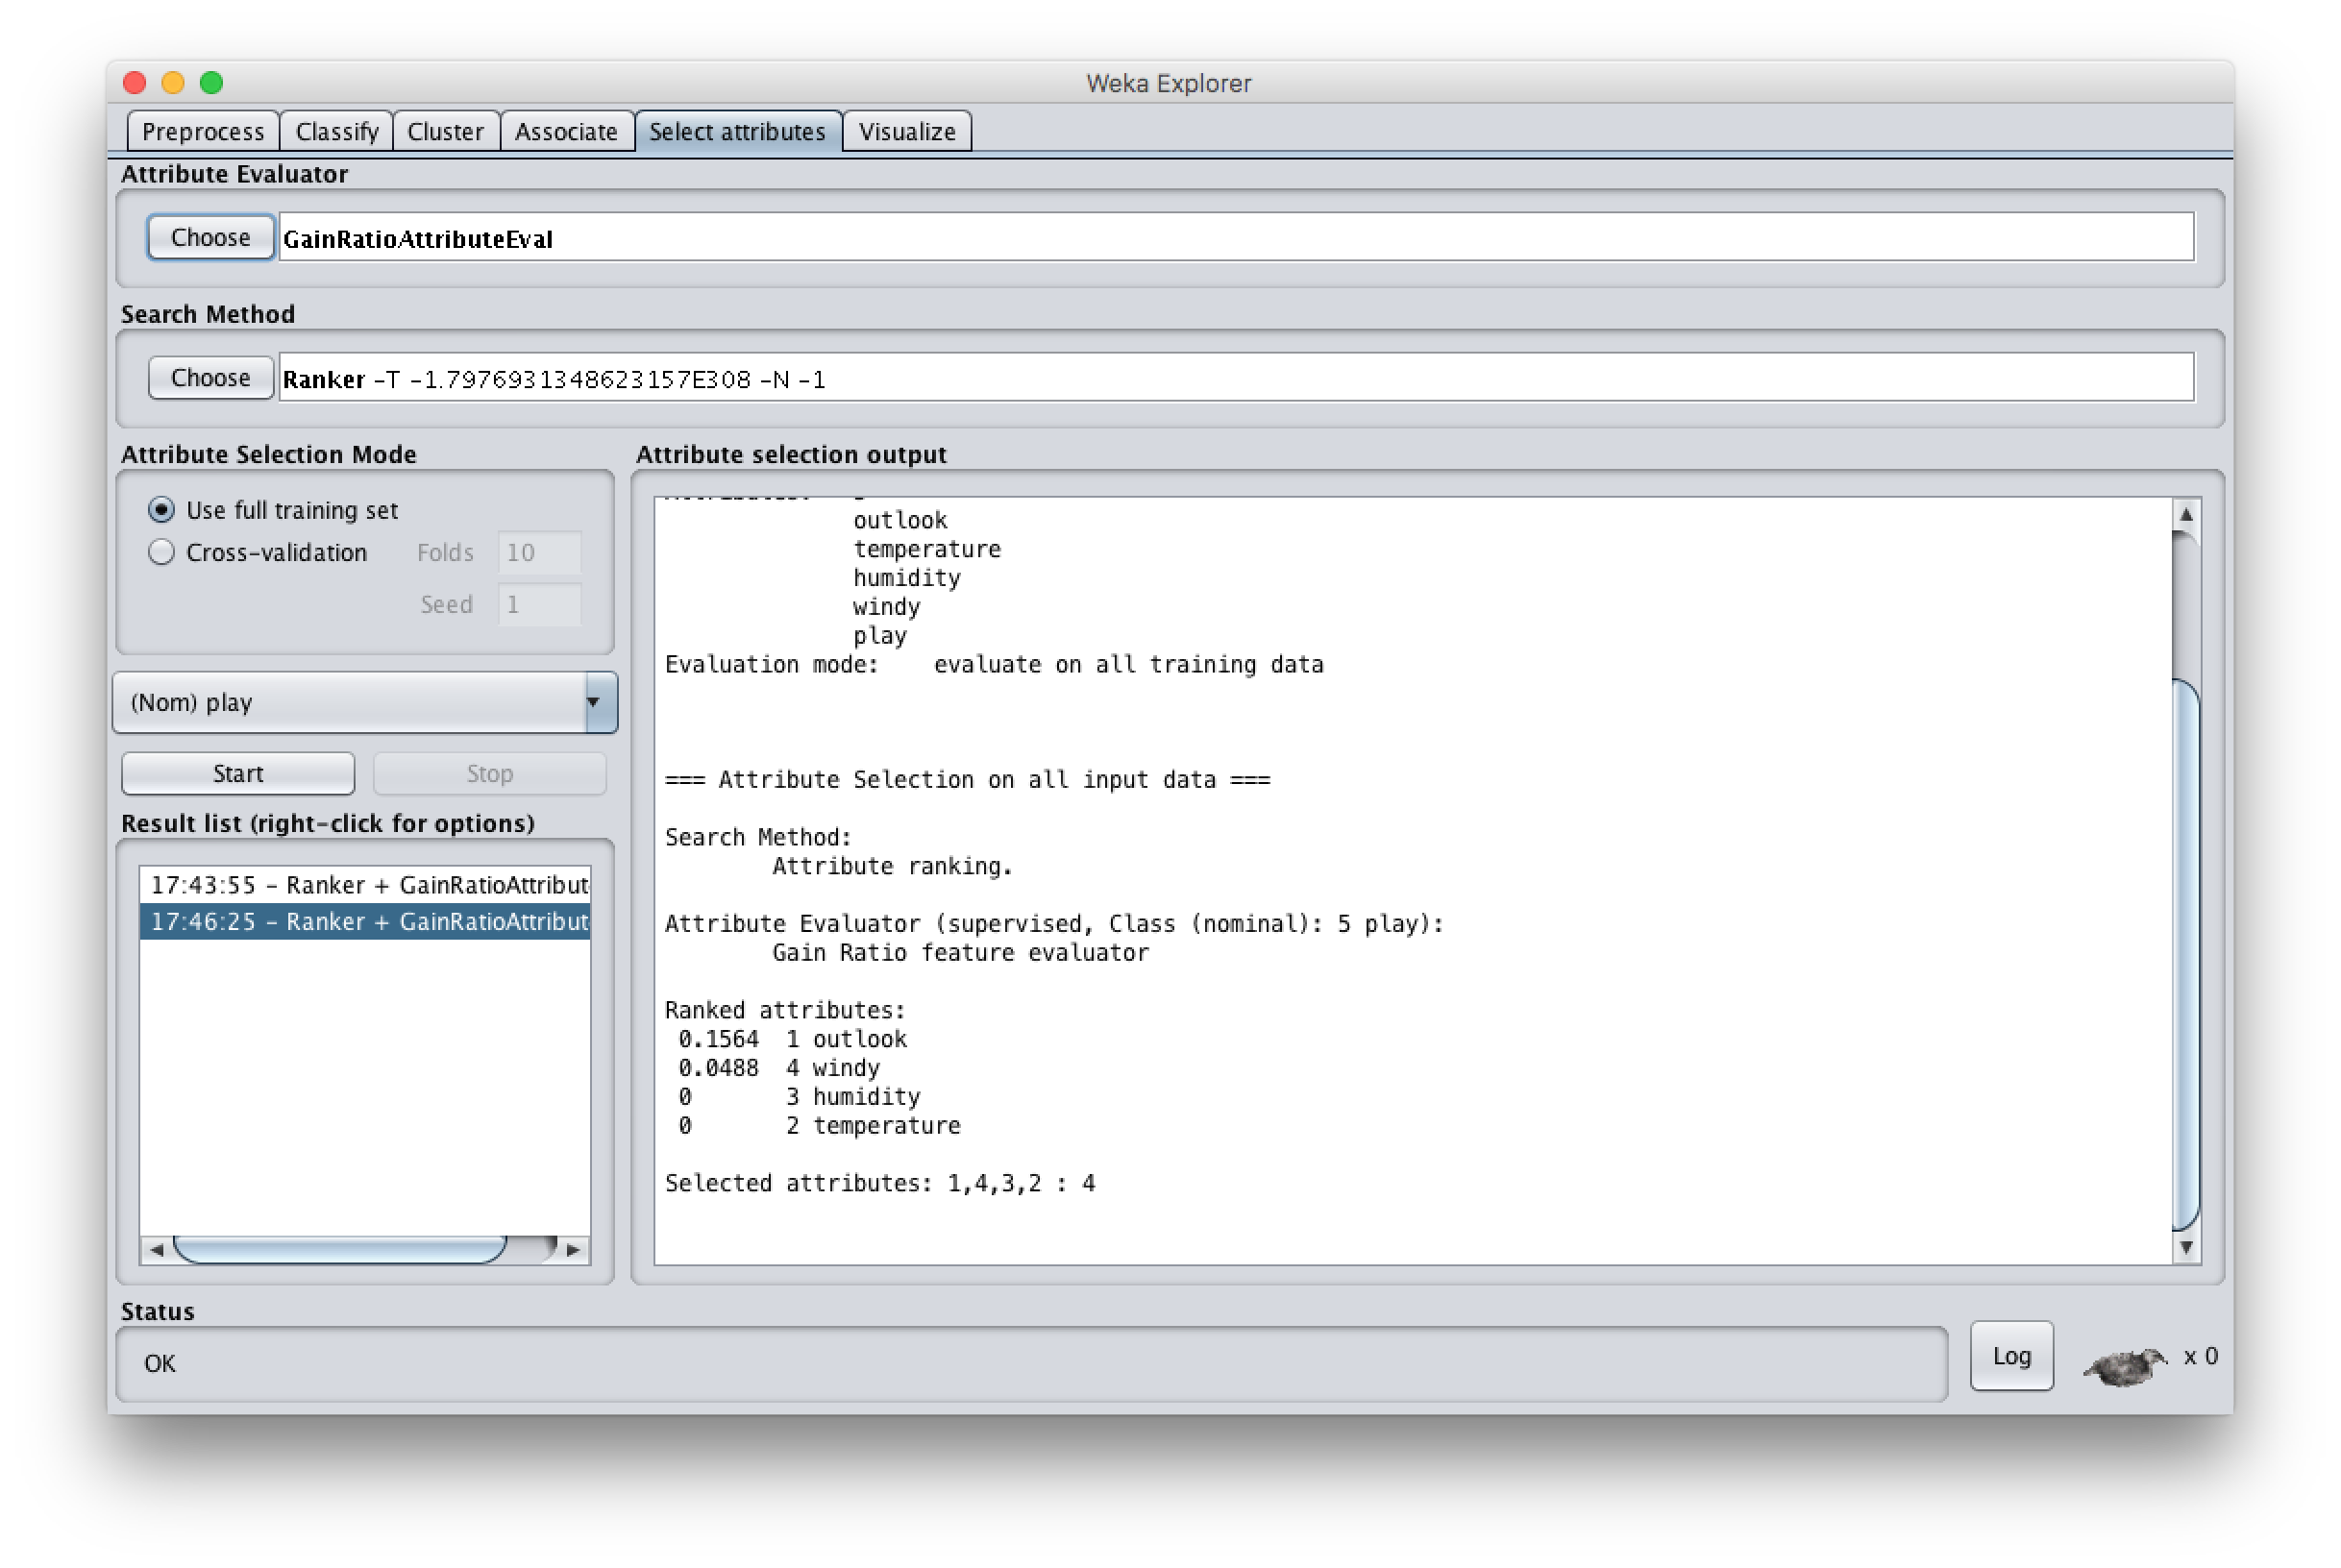 Weka Explorer
Preprocess Classify Cluster Associate Select attributes Visualize
Attribute Evaluator
Choose GainRatioAttributeEval
Search Method
Choose Ranker -T -1.7976931348623157E308 -N -1
Attribute Selection Mode
Use full training set
Cross-validation Folds 10
Seed 1
(Nom) play
Start Stop
Result list (right-click for options)
17:43:55 - Ranker + GainRatioAttribut
17:46:25 - Ranker + GainRatioAttribut
Attribute selection output
outlook
temperature
humidity
windy
play
Evaluation mode: evaluate on all training data
=== Attribute Selection on all input data ===
Search Method:
Attribute ranking.
Attribute Evaluator (supervised, Class (nominal): 5 play):
Gain Ratio feature evaluator
Ranked attributes:
0.1564 1 outlook
0.0488 4 windy
0 3 humidity
0 2 temperature
Selected attributes: 1,4,3,2 : 4
Status
OK
Log x 0